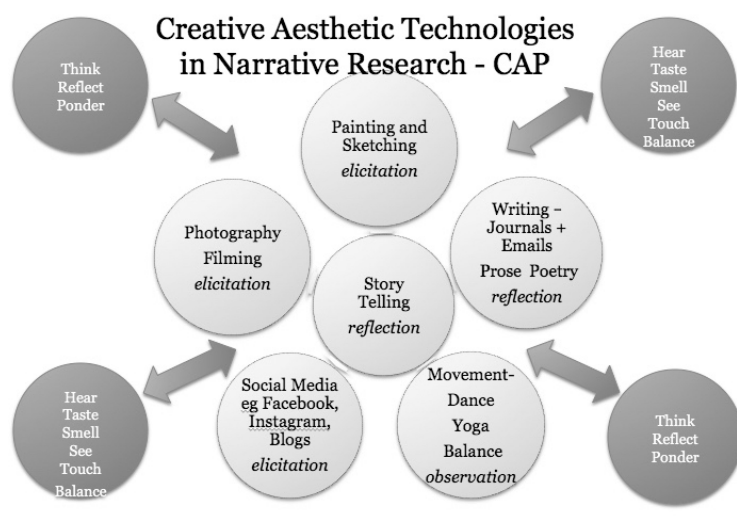 Creative Aesthetic Technologies
in Narrative Research - CAP
Think
Reflect
Ponder
Hear
Taste
Smell
See
Touch
Balance
Painting and
Sketching
elicitation
Photography
Filming
elicitation
Writing –
Journals +
Emails
Prose Poetry
reflection
Story
Telling
reflection
Social Media
eg Facebook,
Instagram,
Blogs
elicitation
Movement-
Dance
Yoga
Balance
observation
Hear
Taste
Smell
See
Touch
Balance
Think
Reflect
Ponder